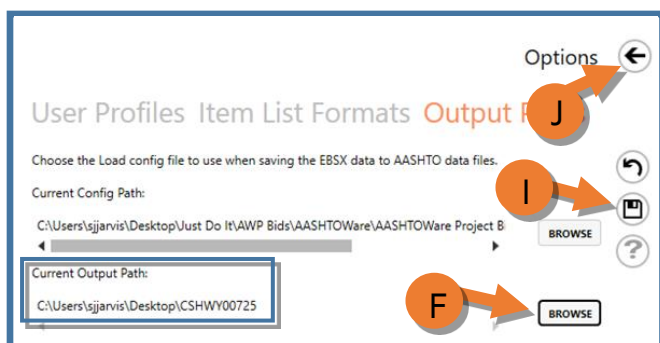 Options
J
User Profiles Item List Formats Output
Choose the Load config file to use when saving the EBSX data to AASHTO data files.
Current Config Path:
I
C:\Users\sjjarvis\Desktop\Just Do It\AWP Bids\AASHTOWare\AASHTOWare Project B
BROWSE
?
Current Output Path:
C:\Users\sjjarvis\Desktop\CSHWY00725
F
BROWSE